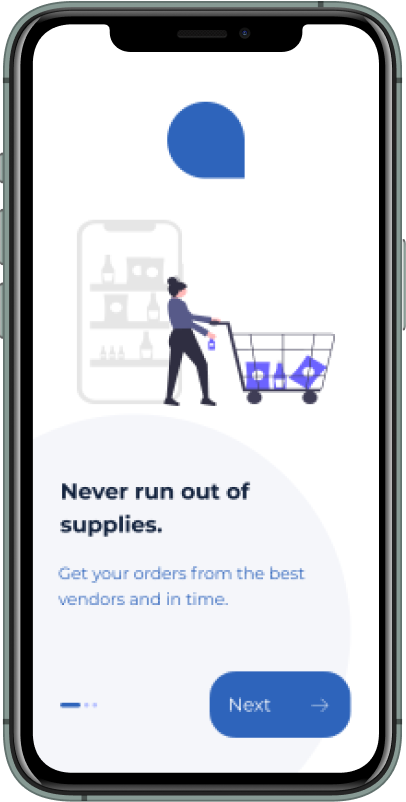 Never run out of
supplies.
Get your orders from the best
vendors and in time.
Next